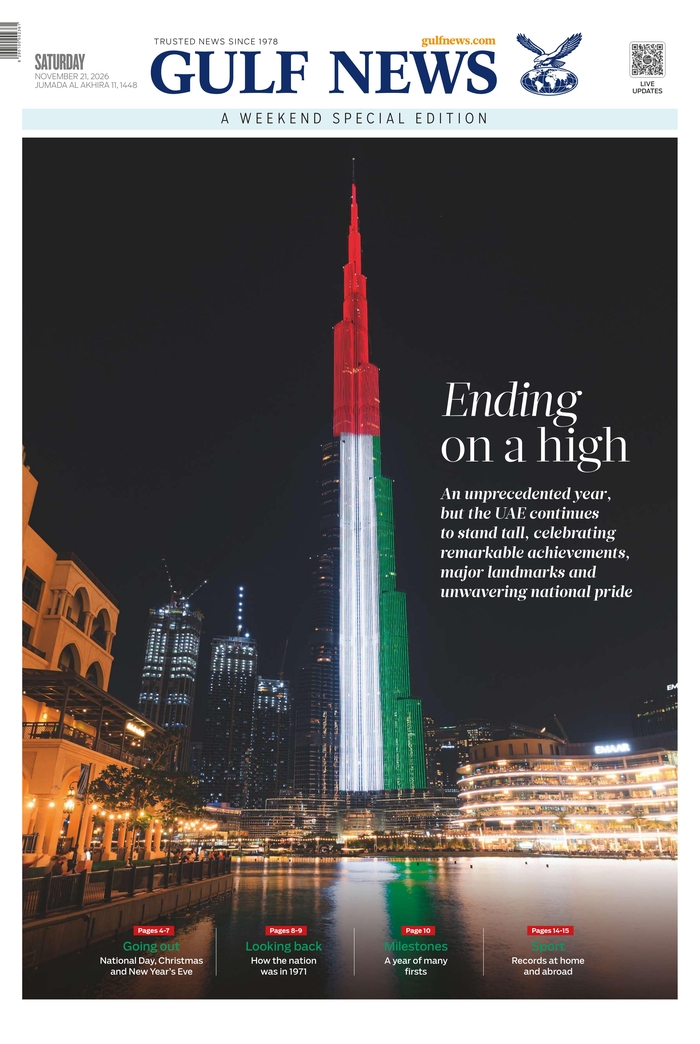 TRUSTED NEWS SINCE 1978
gulfnews.com
SATURDAY
NOVEMBER 21, 2026
JUMADA AL AKHIRA 11, 1448
GULF NEWS
LIVE
UPDATES
A WEEKEND SPECIAL EDITION
Ending
on a high
An unprecedented year,
but the UAE continues
to stand tall, celebrating
remarkable achievements,
major landmarks and
unwavering national pride
EMAAR
Pages 4-7
Going out
National Day, Christmas
and New Year's Eve
Pages 8-9
Looking back
How the nation
was in 1971
Page 10
Milestones
A year of many
firsts
Pages 14-15
Sport
Records at home
and abroad